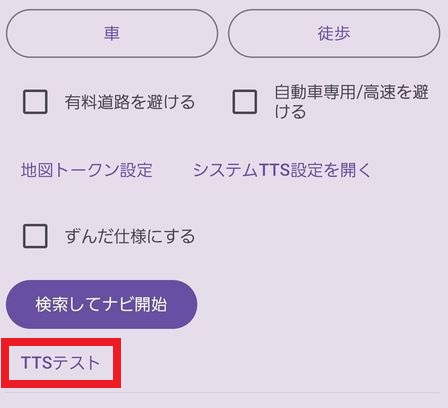 車
徒歩
有料道路を避ける
自動車専用/高速を避
ける
地図トークン設定
システムTTS設定を開く
ずんだ仕様にする
検索してナビ開始
TTSテスト